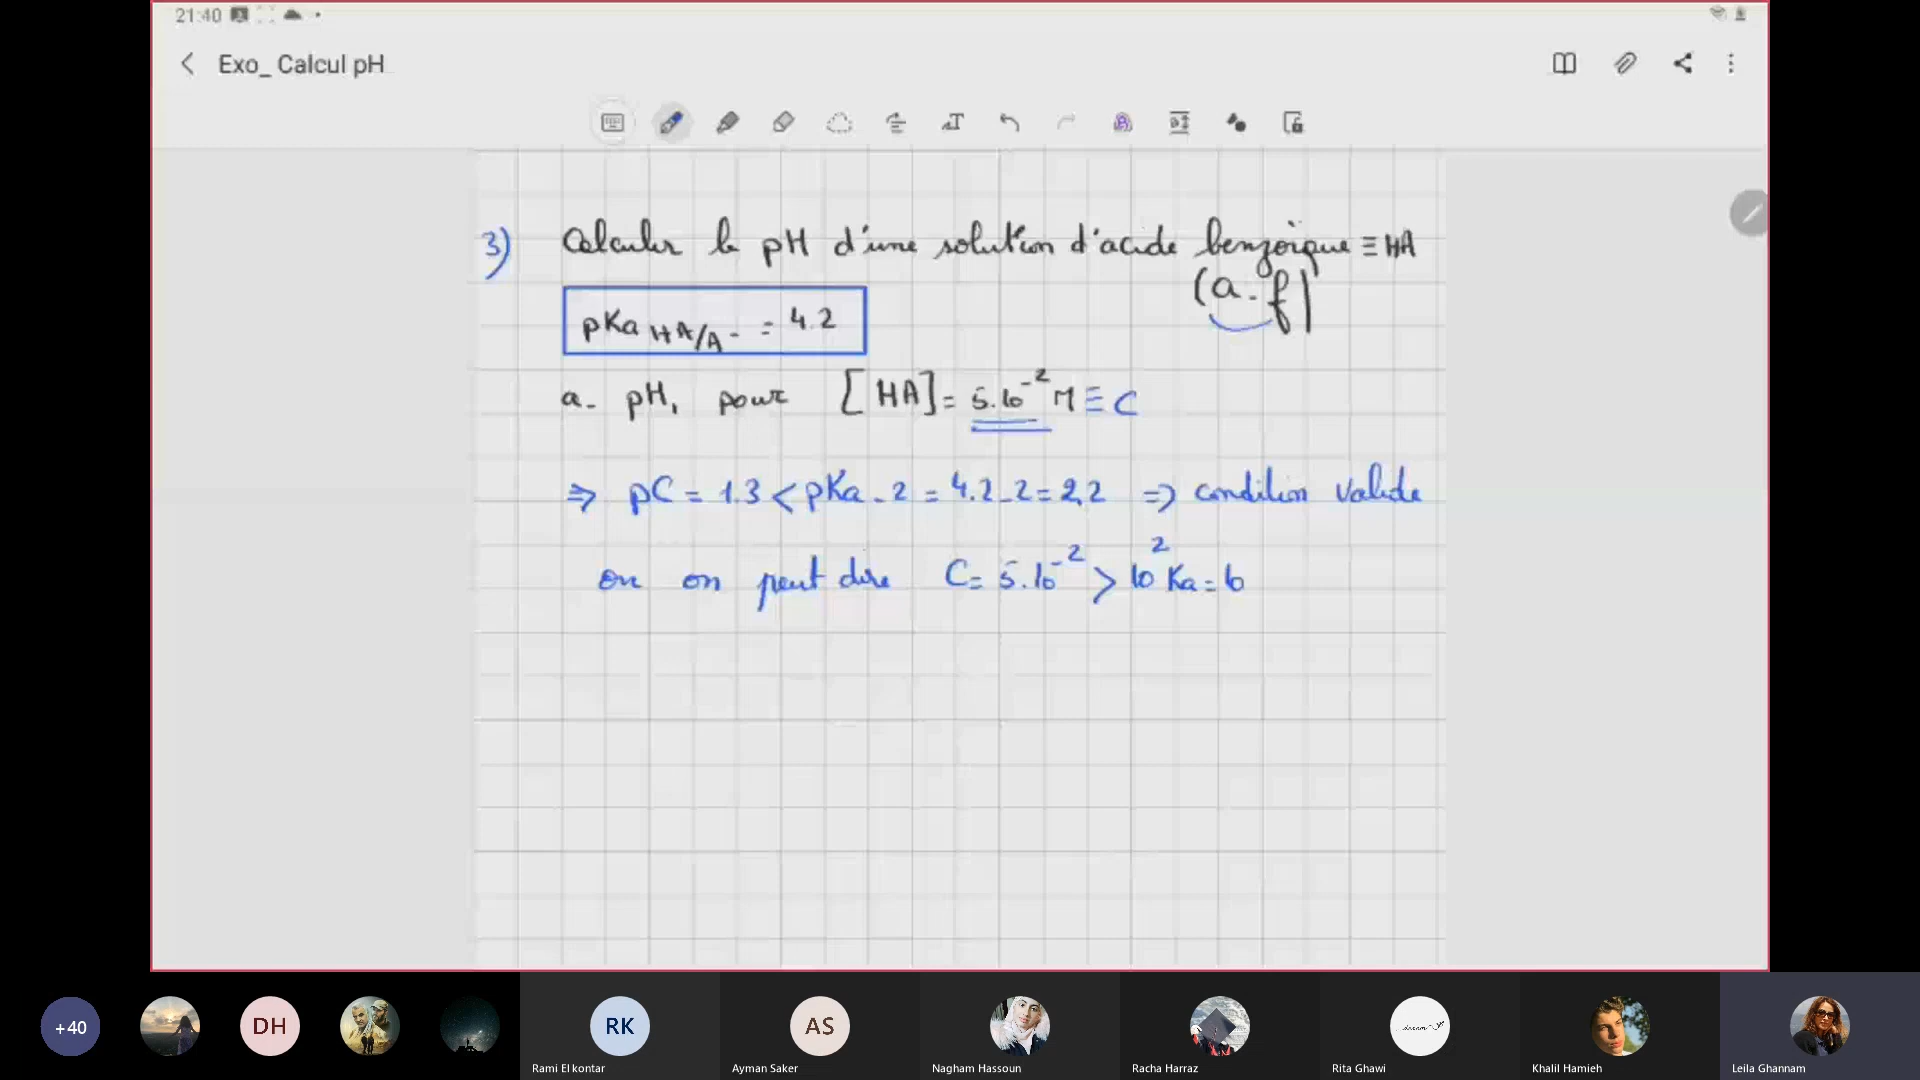 21:40
Exo_ Calcul pH
3) Calculer le pH d'une solution d'acide benzoïque ≡ HA
(a.f)
pKa HA/A⁻ = 4.2
a- pH, pour [HA] = 5.10⁻² M ≡ C
⇒ pC = 1.3 < pKa - 2 = 4.2 - 2 = 2,2 ⇒ condition valide
ou on peut dire C = 5.10⁻² > 10² Ka = 10
+40
DH
RK
AS
dream
Rami El kontar
Ayman Saker
Nagham Hassoun
Racha Harraz
Rita Ghawi
Khalil Hamieh
Leila Ghannam